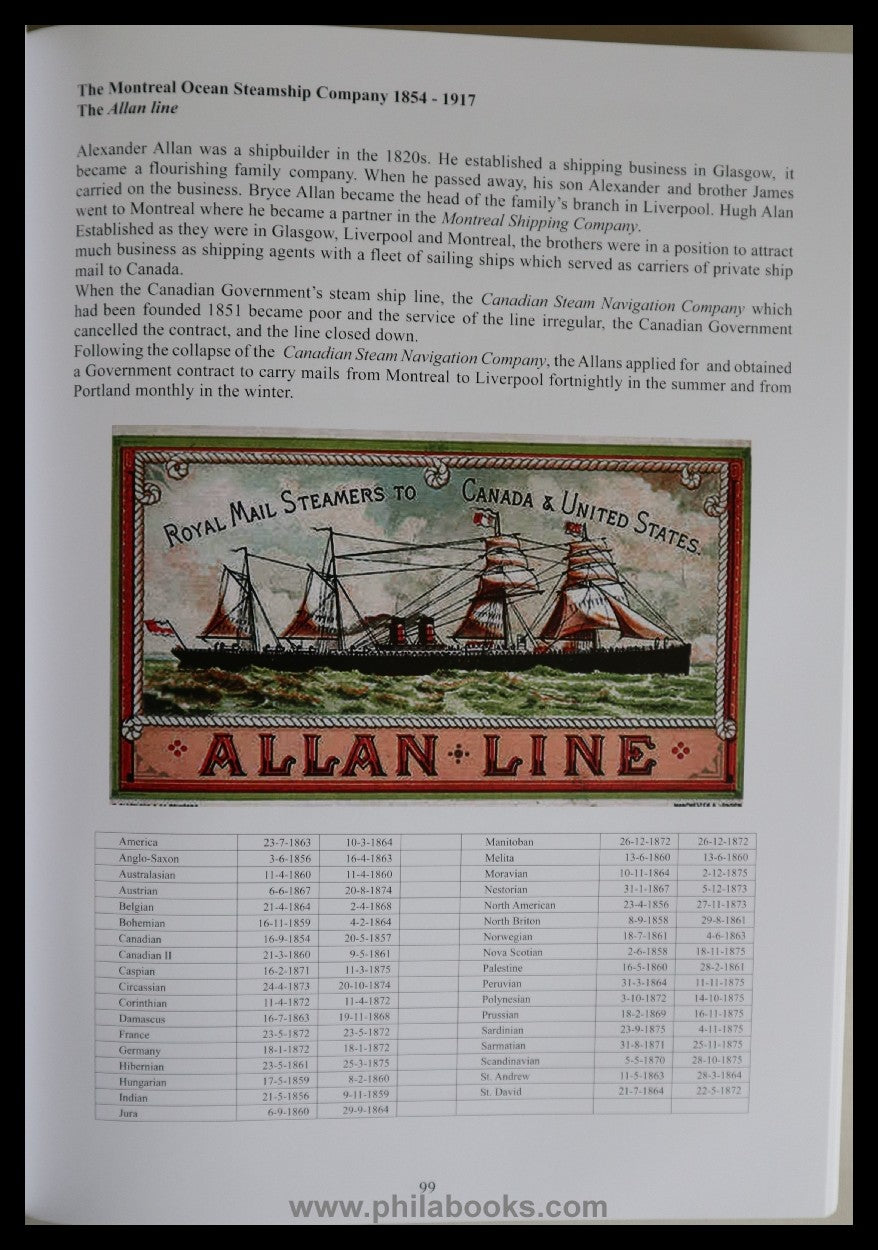 The Montreal Ocean Steamship Company 1854 - 1917
The Allan line
Alexander Allan was a shipbuilder in the 1820s. He established a shipping business in Glasgow, it
became a flourishing family company. When he passed away, his son Alexander and brother James
carried on the business. Bryce Allan became the head of the family's branch in Liverpool. Hugh Alan
went to Montreal where he became a partner in the Montreal Shipping Company.
Established as they were in Glasgow, Liverpool and Montreal, the brothers were in a position to attract
much business as shipping agents with a fleet of sailing ships which served as carriers of private ship
mail to Canada.
When the Canadian Government's steam ship line, the Canadian Steam Navigation Company which
had been founded 1851 became poor and the service of the line irregular, the Canadian Government
cancelled the contract, and the line closed down.
Following the collapse of the Canadian Steam Navigation Company, the Allans applied for and obtained
a Government contract to carry mails from Montreal to Liverpool fortnightly in the summer and from
Portland monthly in the winter.
ROYAL MAIL STEAMERS TO CANADA & UNITED STATES.
ALLAN LINE
MANCHESTER & LONDON
America 23-7-1863 10-3-1864 Manitoban 26-12-1872 26-12-1872
Anglo-Saxon 3-6-1856 16-4-1863 Melita 13-6-1860 13-6-1860
Australasian 11-4-1860 11-4-1860 Moravian 10-11-1864 2-12-1875
Austrian 6-6-1867 20-8-1874 Nestorian 31-1-1867 5-12-1873
Belgian 21-4-1864 2-4-1868 North American 23-4-1856 27-11-1873
Bohemian 16-11-1859 4-2-1864 North Briton 8-9-1858 29-8-1861
Canadian 16-9-1854 20-5-1857 Norwegian 18-7-1861 4-6-1863
Canadian II 21-3-1860 9-5-1861 Nova Scotian 2-6-1858 18-11-1875
Caspian 16-2-1871 11-3-1875 Palestine 16-5-1860 28-2-1861
Circassian 24-4-1873 20-10-1874 Peruvian 31-3-1864 11-11-1875
Corinthian 11-4-1872 11-4-1872 Polynesian 3-10-1872 14-10-1875
Damascus 16-7-1863 19-11-1868 Prussian 18-2-1869 16-11-1875
France 23-5-1872 23-5-1872 Sardinian 23-9-1875 4-11-1875
Germany 18-1-1872 18-1-1872 Sarmatian 31-8-1871 25-11-1875
Hibernian 23-5-1861 25-3-1875 Scandinavian 5-5-1870 28-10-1875
Hungarian 17-5-1859 8-2-1860 St. Andrew 11-5-1863 28-3-1864
Indian 21-5-1856 9-11-1859 St. David 21-7-1864 22-5-1872
Jura 6-9-1860 29-9-1864
99
www.philabooks.com